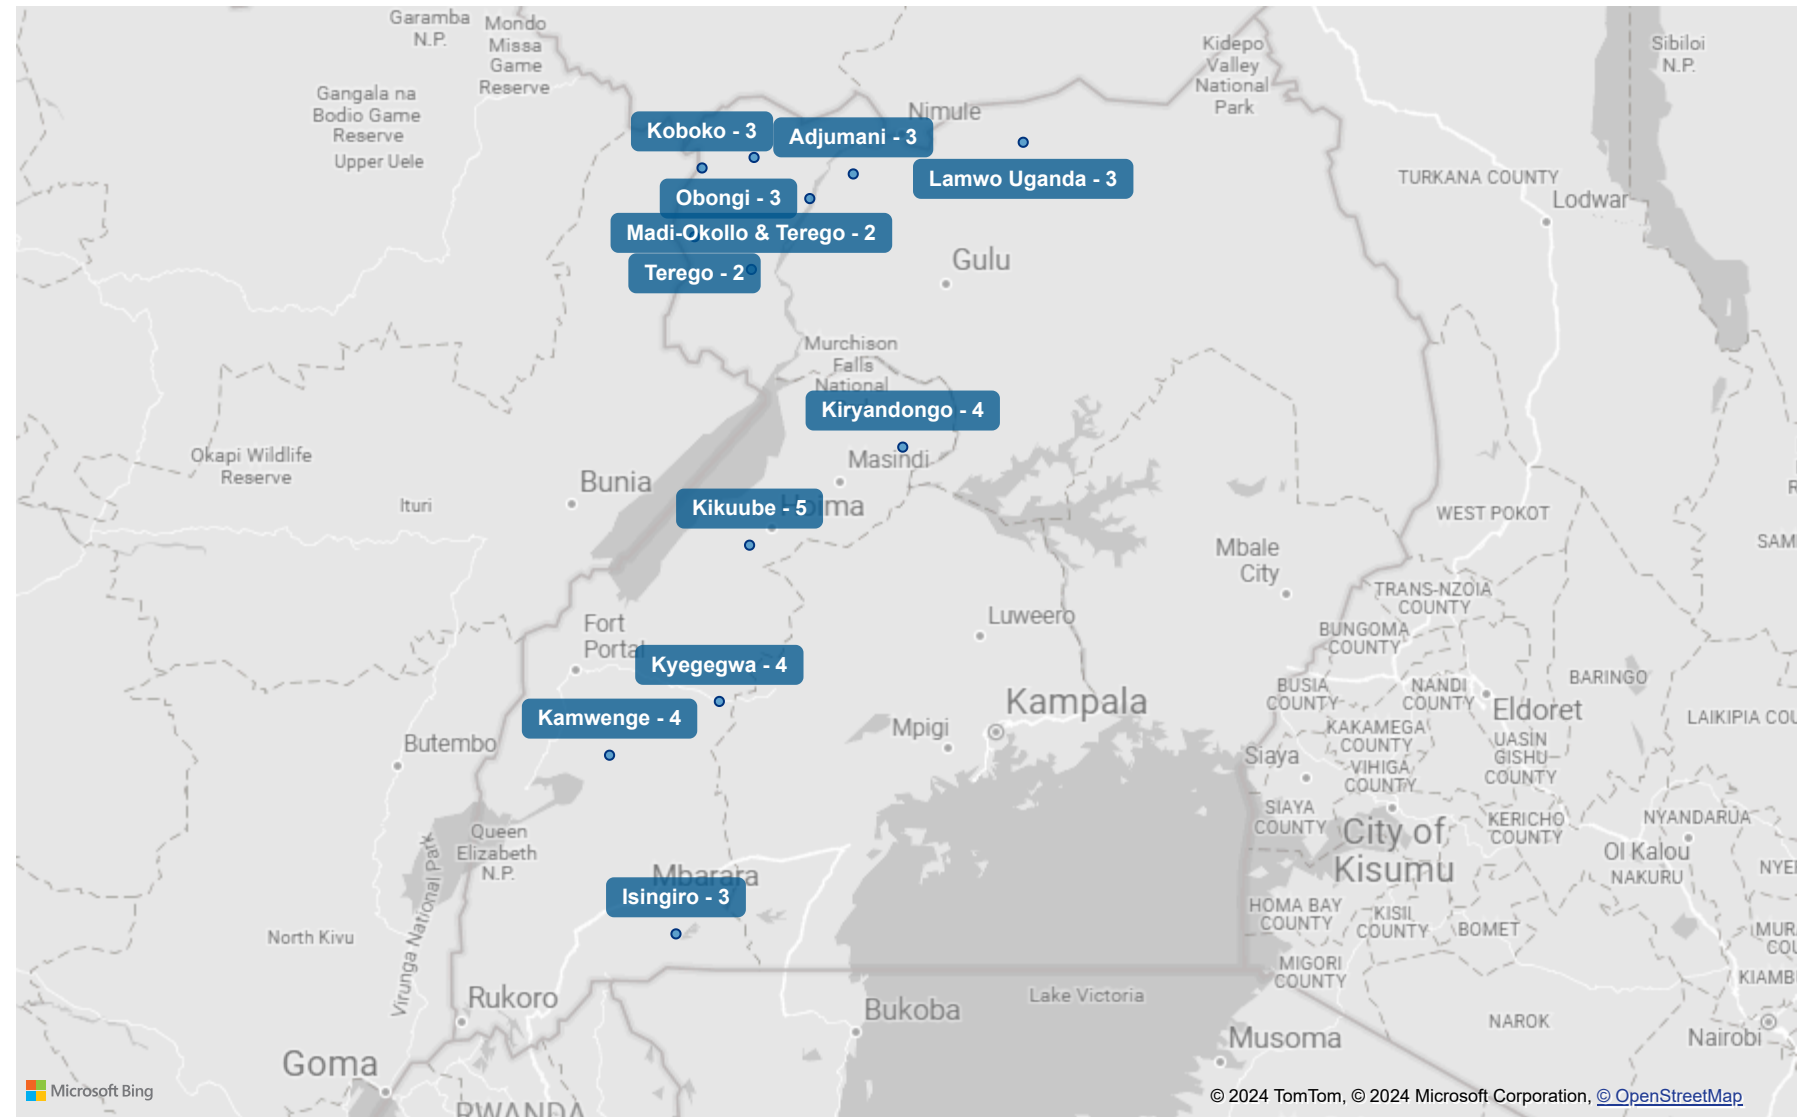 Garamba
N.P.
Mondo
Missa
Game
Reserve
Kidepo
Valley
National
Park
Sibiloi
N.P.
Gangala na
Bodio Game
Reserve
Upper Uele
Nimule
Koboko - 3
Adjumani - 3
Lamwo Uganda - 3
TURKANA COUNTY
Lodwar
Obongi - 3
Madi-Okollo & Terego - 2
Terego - 2
Gulu
Murchison
Falls
National
Kiryandongo - 4
Masindi
Okapi Wildlife
Reserve
Bunia
Ituri
Kikuube - 5
WEST POKOT
Mbale
City
TRANS-NZOIA
COUNTY
Fort
Portal
Luweero
BUNGOMA
COUNTY
Kyegegwa - 4
BUSIA
COUNTY
NANDI
COUNTY
BARINGO
Kampala
Eldoret
Kamwenge - 4
Mpigi
KAKAMEGA
COUNTY
LAIKIPIA COU
Butembo
Siaya
VIHIGA
COUNTY
UASIN
GISHU
COUNTY
SIAYA
COUNTY
City of
Kisumu
KERICHO
COUNTY
NYANDARUA
Queen
Elizabeth
N.P.
Virunga National Park
Ol Kalou
NAKURU
Mbarara
Isingiro - 3
HOMA BAY
COUNTY
KISII
COUNTY
BOMET
North Kivu
MIGORI
COUNTY
Rukoro
Bukoba
Lake Victoria
NAROK
Nairobi
Musoma
Goma
RWANDA
Microsoft Bing
© 2024 TomTom, © 2024 Microsoft Corporation, © OpenStreetMap